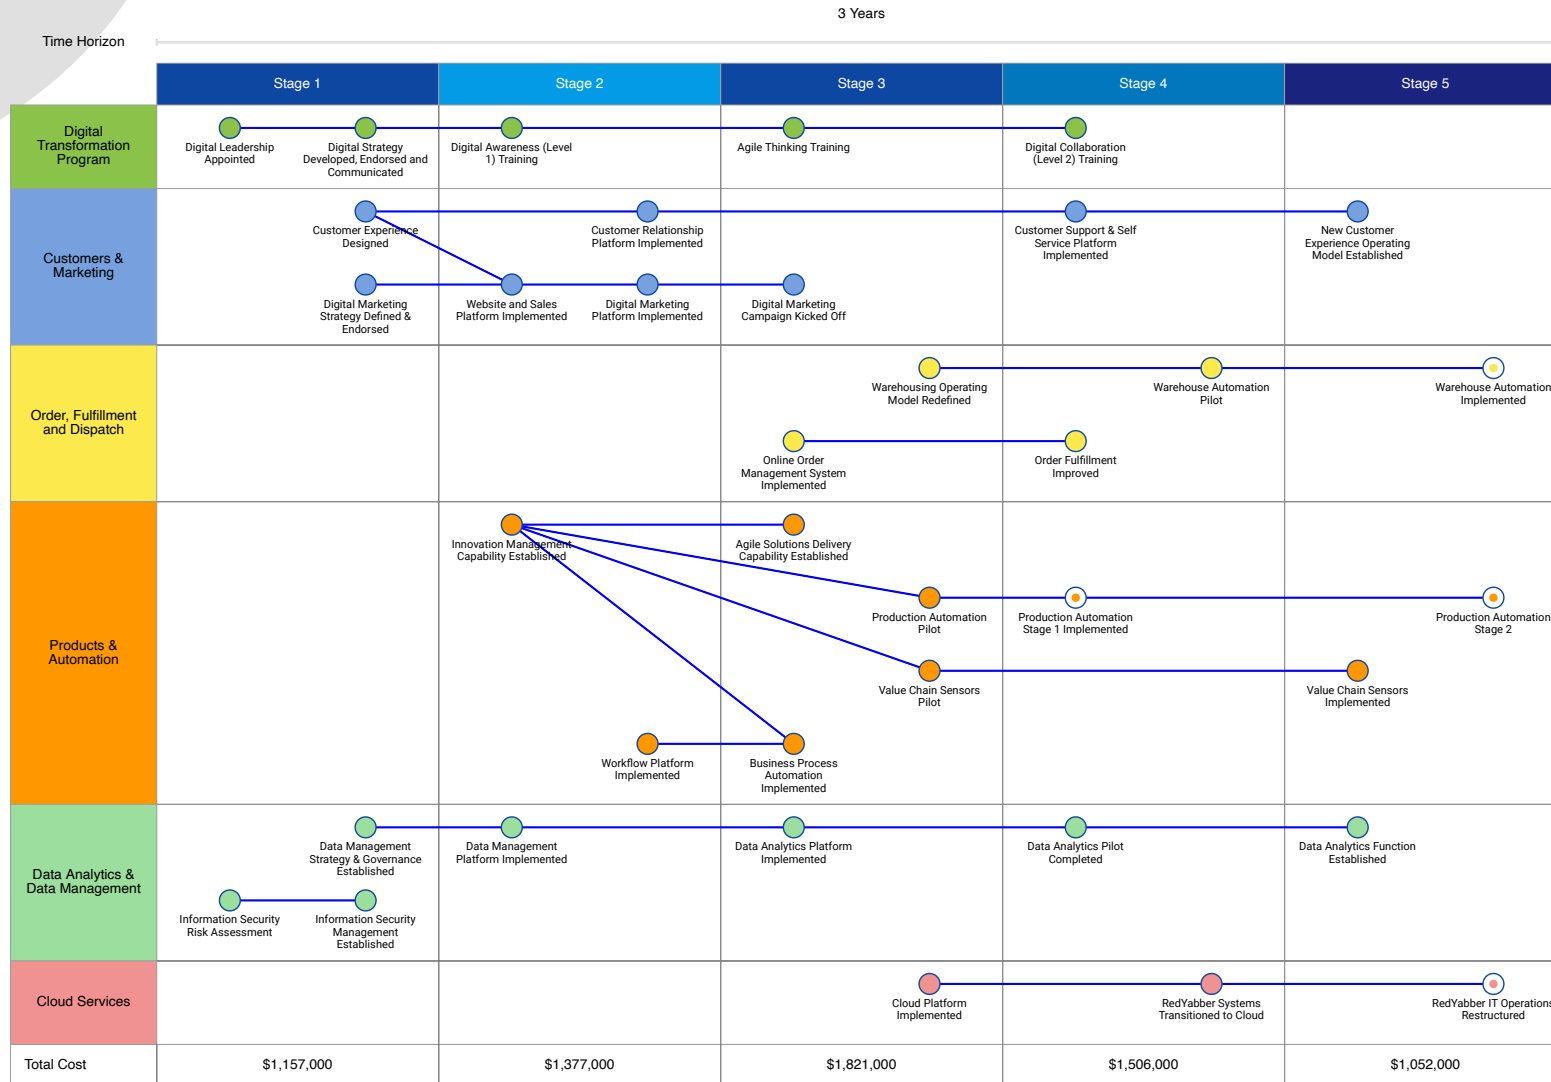 3 Years
Time Horizon
Stage 1
Stage 2
Stage 3
Stage 4
Stage 5
Digital
Transformation
Program
Digital Leadership
Appointed
Digital Strategy
Developed, Endorsed and
Communicated
Digital Awareness (Level
1) Training
Agile Thinking Training
Digital Collaboration
(Level 2) Training
Customers &
Marketing
Customer Experience
Designed
Customer Relationship
Platform Implemented
Customer Support & Self
Service Platform
Implemented
New Customer
Experience Operating
Model Established
Digital Marketing
Strategy Defined &
Endorsed
Website and Sales
Platform Implemented
Digital Marketing
Platform Implemented
Digital Marketing
Campaign Kicked Off
Order, Fulfillment
and Dispatch
Warehousing Operating
Model Redefined
Warehouse Automation
Pilot
Warehouse Automation
Implemented
Online Order
Management System
Implemented
Order Fulfillment
Improved
Products &
Automation
Innovation Management
Capability Established
Agile Solutions Delivery
Capability Established
Production Automation
Pilot
Production Automation
Stage 1 Implemented
Production Automation
Stage 2
Value Chain Sensors
Pilot
Value Chain Sensors
Implemented
Workflow Platform
Implemented
Business Process
Automation
Implemented
Data Analytics &
Data Management
Data Management
Strategy & Governance
Established
Data Management
Platform Implemented
Data Analytics Platform
Implemented
Data Analytics Pilot
Completed
Data Analytics Function
Established
Information Security
Risk Assessment
Information Security
Management
Established
Cloud Services
Cloud Platform
Implemented
RedYabber Systems
Transitioned to Cloud
RedYabber IT Operations
Restructured
Total Cost
$1,157,000
$1,377,000
$1,821,000
$1,506,000
$1,052,000